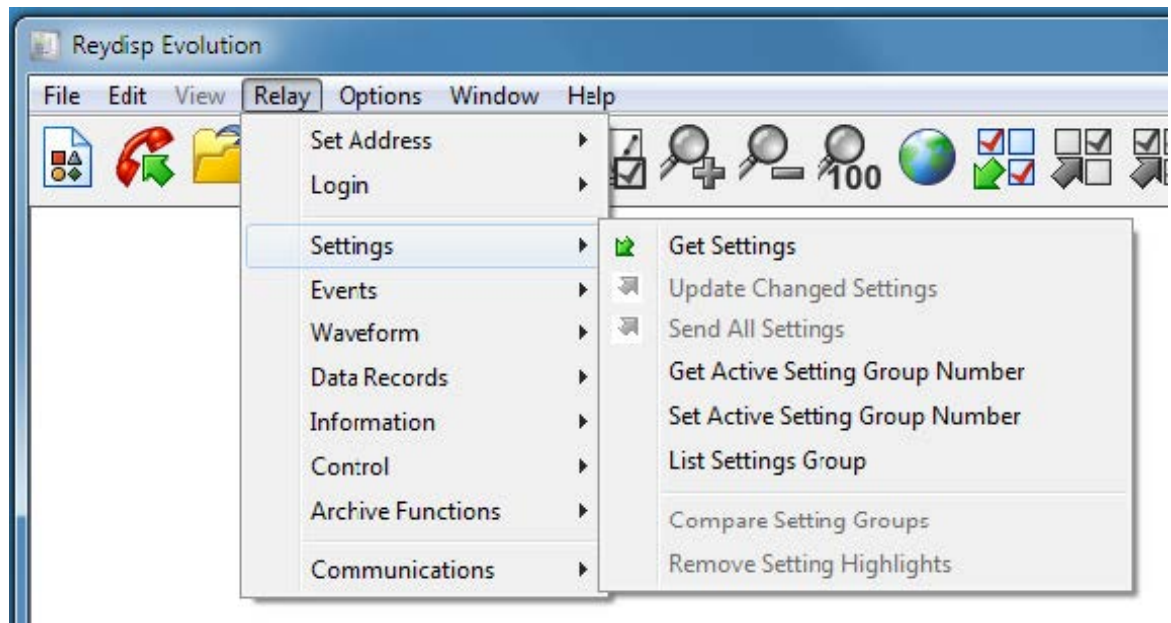 Reydisp Evolution
File Edit View Relay Options Window Help
100
Set Address
Login
Settings
Events
Waveform
Data Records
Information
Control
Archive Functions
Communications
Get Settings
Update Changed Settings
Send All Settings
Get Active Setting Group Number
Set Active Setting Group Number
List Settings Group
Compare Setting Groups
Remove Setting Highlights